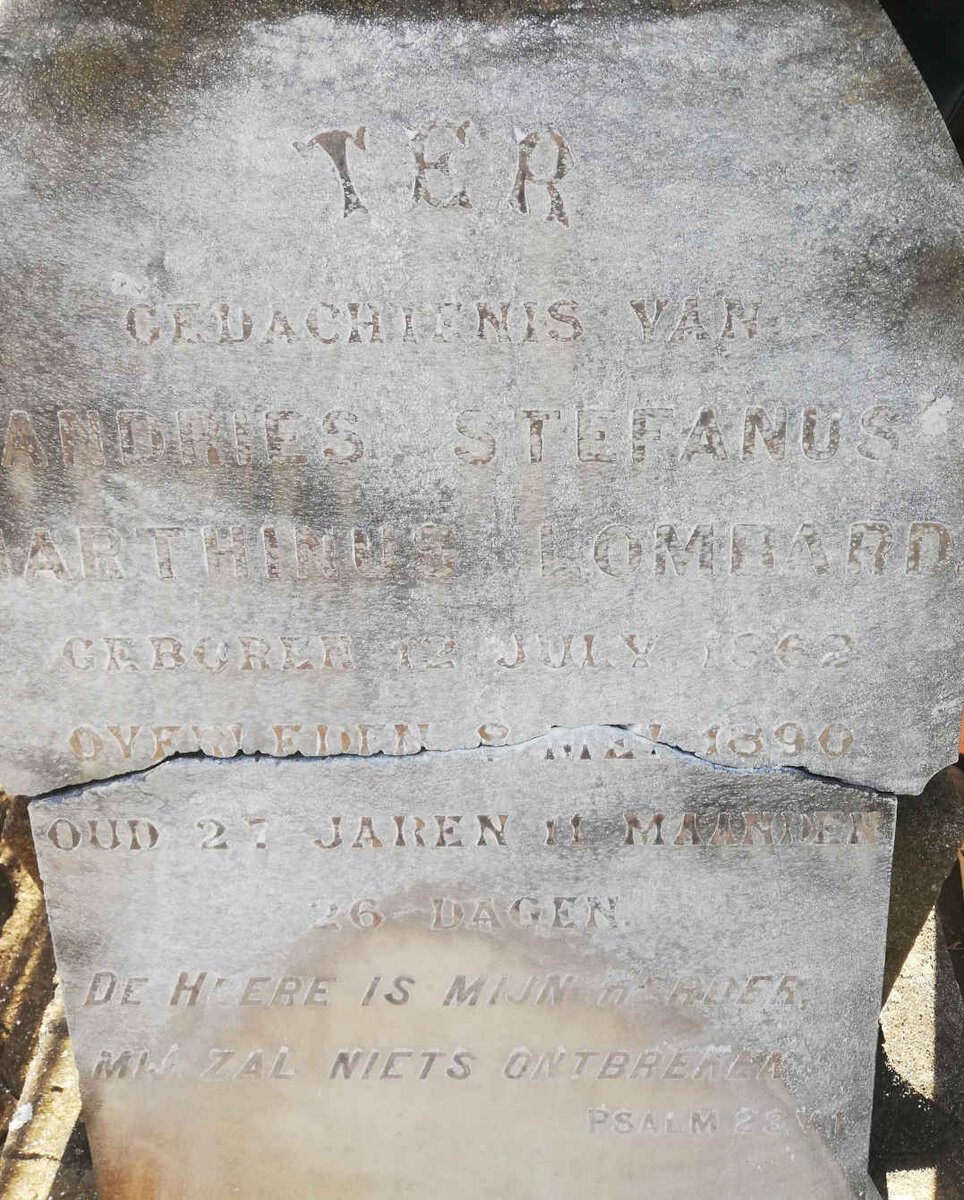 TER
GEDACHTENIS VAN
ANDRIES STEFANUS
MARTHINUS LOMBARD.
GEBOREN 12 JULY 1862
OVERLEDEN 8 MEI 1890
OUD 27 JAREN 11 MAANDEN
26 DAGEN.
DE HEERE IS MIJN HERDER,
MIJ ZAL NIETS ONTBREKEN
PSALM 23 V. 1